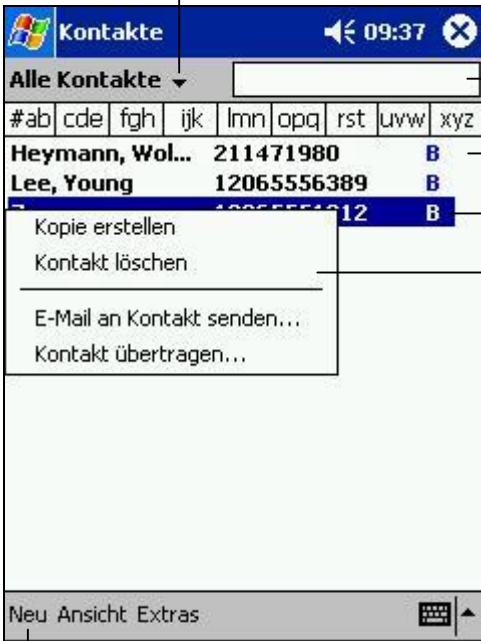 Kontakte 09:37
Alle Kontakte
#ab cde fgh ijk lmn opq rst uvw xyz
Heymann, Wol... 211471980 B
Lee, Young 12065556389 B
12 B
Kopie erstellen
Kontakt löschen
E-Mail an Kontakt senden...
Kontakt übertragen...
Neu Ansicht Extras